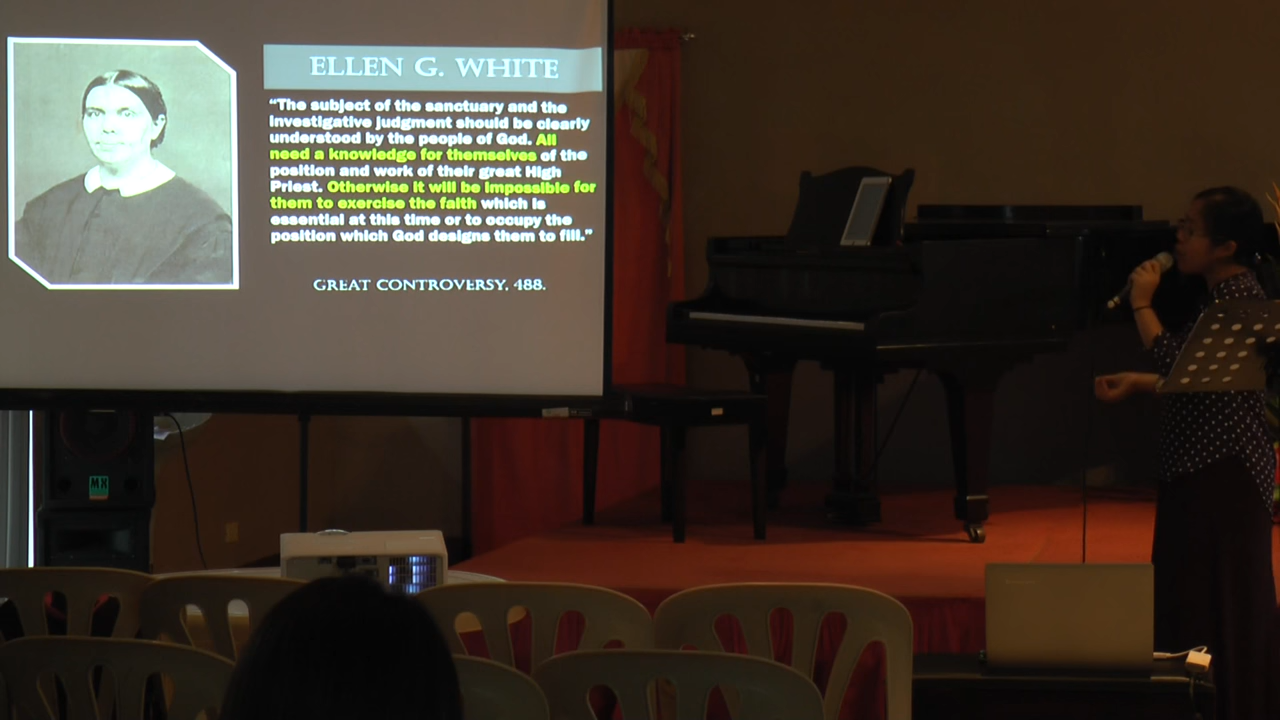 ELLEN G. WHITE
“The subject of the sanctuary and the
investigative judgment should be clearly
understood by the people of God. All
need a knowledge for themselves of the
position and work of their great High
Priest. Otherwise it will be impossible for
them to exercise the faith which is
essential at this time or to occupy the
position which God designs them to fill.”
GREAT CONTROVERSY, 488.
MX